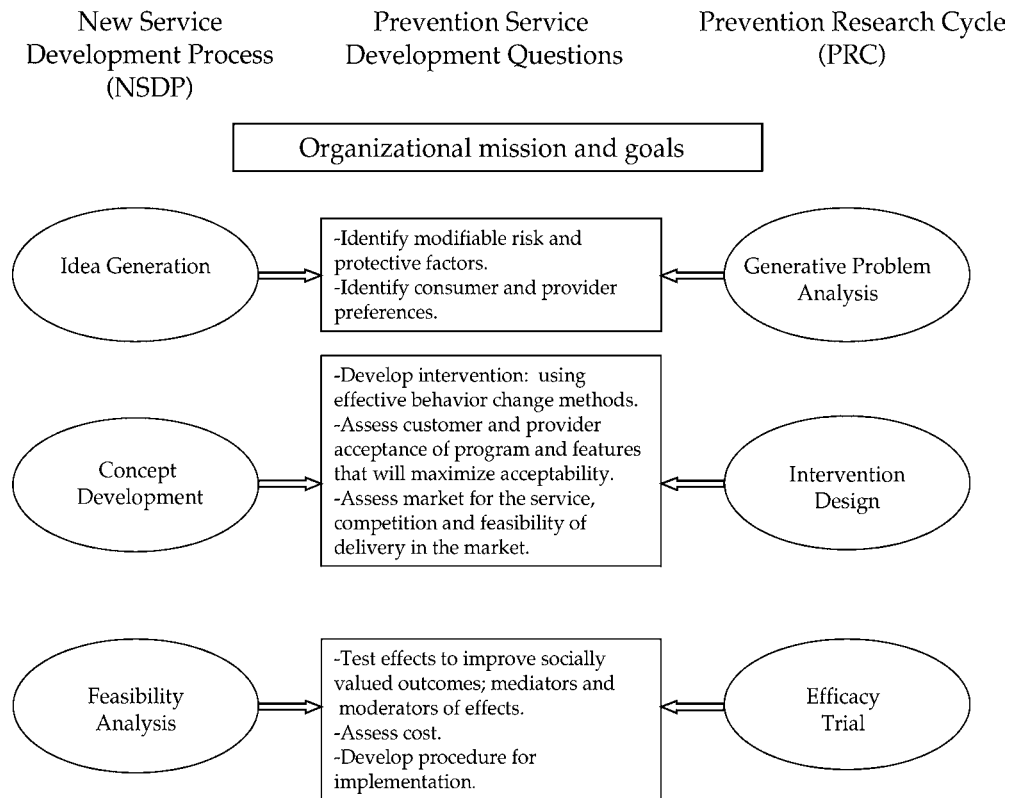 New Service
Development Process
(NSDP)
Prevention Service
Development Questions
Prevention Research Cycle
(PRC)
Organizational mission and goals
Idea Generation
-Identify modifiable risk and
protective factors.
-Identify consumer and provider
preferences.
Generative Problem
Analysis
Concept
Development
-Develop intervention: using
effective behavior change methods.
-Assess customer and provider
acceptance of program and features
that will maximize acceptability.
-Assess market for the service,
competition and feasibility of
delivery in the market.
Intervention
Design
Feasibility
Analysis
-Test effects to improve socially
valued outcomes; mediators and
moderators of effects.
-Assess cost.
-Develop procedure for
implementation.
Efficacy
Trial